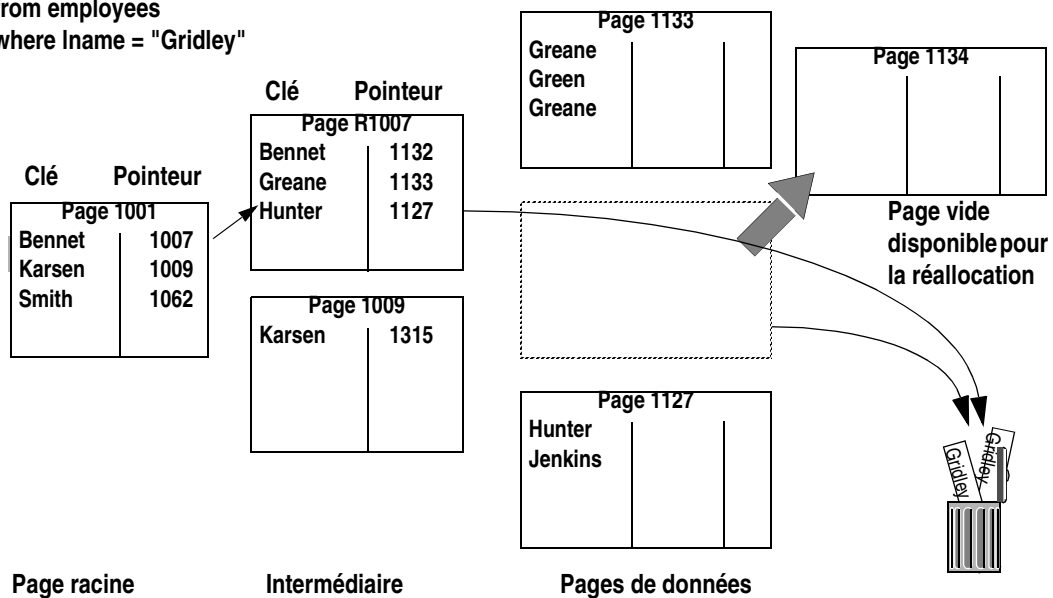 from employees
where lname = "Gridley"
Page 1133
Greane
Green
Greane
Page 1134
Page vide
disponible pour
la réallocation
Clé Pointeur
Page R1007
Bennet 1132
Greane 1133
Hunter 1127
Clé Pointeur
Page 1001
Bennet 1007
Karsen 1009
Smith 1062
Page 1009
Karsen 1315
Page 1127
Hunter
Jenkins
Gridley
Gridley
Page racine
Intermédiaire
Pages de données